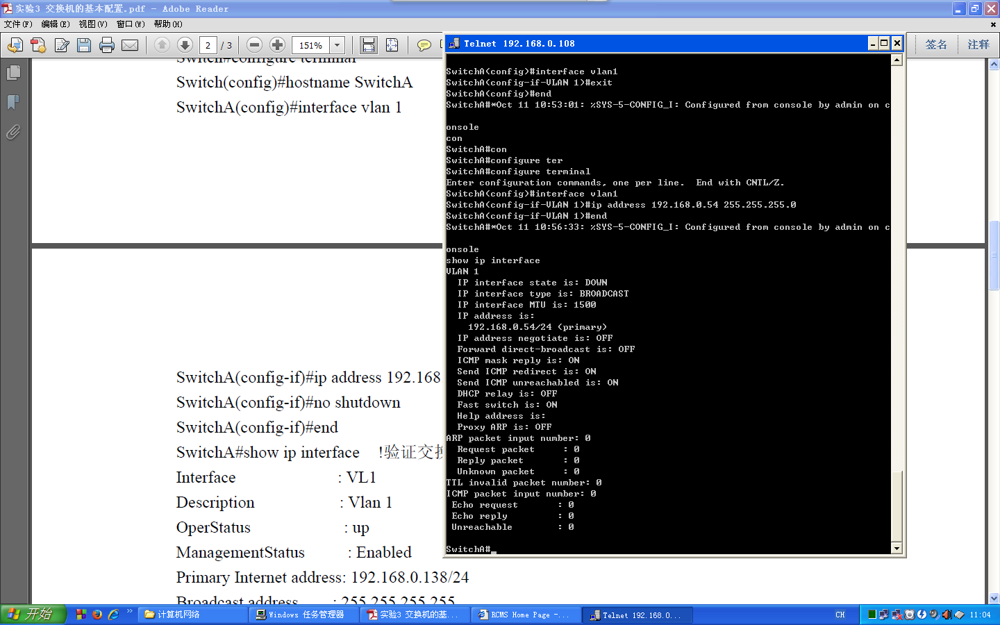 实验3 交换机的基本配置.pdf - Adobe Reader
文件(F) 编辑(E) 视图(V) 窗口(W) 帮助(H)
2 / 3 151% 签名 注释
Switch#configure terminal
Switch(config)#hostname SwitchA
SwitchA(config)#interface vlan 1
SwitchA(config-if)#ip address 192.168
SwitchA(config-if)#no shutdown
SwitchA(config-if)#end
SwitchA#show ip interface !验证交换
Interface : VL1
Description : Vlan 1
OperStatus : up
ManagementStatus : Enabled
Primary Internet address: 192.168.0.138/24
Broadcast address : 255.255.255.255
Telnet 192.168.0.108
SwitchA(config)#interface vlan1
SwitchA(config-if-VLAN 1)#exit
SwitchA(config)#end
SwitchA#*Oct 11 10:53:01: %SYS-5-CONFIG_I: Configured from console by admin on c
onsole
con
SwitchA#con
SwitchA#configure ter
SwitchA#configure terminal
Enter configuration commands, one per line.  End with CNTL/Z.
SwitchA(config)#interface vlan1
SwitchA(config-if-VLAN 1)#ip address 192.168.0.54 255.255.255.0
SwitchA(config-if-VLAN 1)#end
SwitchA#*Oct 11 10:56:33: %SYS-5-CONFIG_I: Configured from console by admin on c
onsole
show ip interface
VLAN 1
IP interface state is: DOWN
IP interface type is: BROADCAST
IP interface MTU is: 1500
IP address is:
192.168.0.54/24 (primary)
IP address negotiate is: OFF
Forward direct-broadcast is: OFF
ICMP mask reply is: ON
Send ICMP redirect is: ON
Send ICMP unreachabled is: ON
DHCP relay is: OFF
Fast switch is: ON
Help address is:
Proxy ARP is: OFF
ARP packet input number: 0
Request packet : 0
Reply packet : 0
Unknown packet : 0
TTL invalid packet number: 0
ICMP packet input number: 0
Echo request : 0
Echo reply : 0
Unreachable : 0
SwitchA#_
开始 » 计算机网络 Windows 任务管理器 实验3 交换机的基... RCMS Home Page -... Telnet 192.168.0... CH 11:04